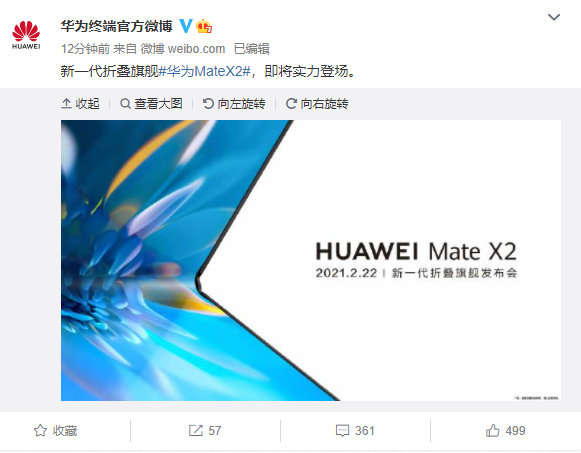 HUAWEI
华为终端官方微博
12分钟前 来自 微博 weibo.com 已编辑
新一代折叠旗舰#华为MateX2#，即将实力登场。
收起 查看大图 向左旋转 向右旋转
HUAWEI Mate X2
2021.2.22 | 新一代折叠旗舰发布会
收藏 57 361 499